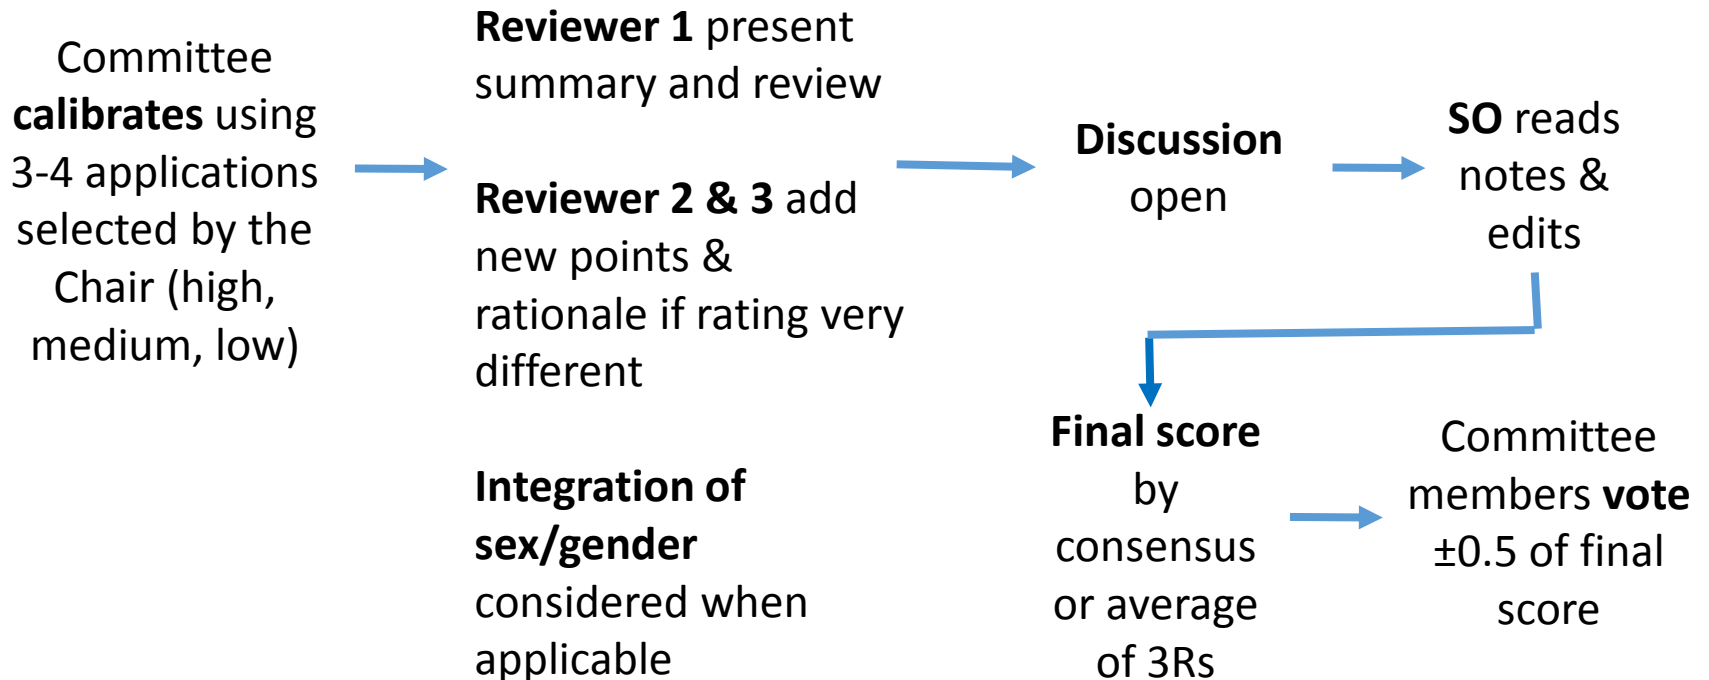 Committee
calibrates using
3-4 applications
selected by the
Chair (high,
medium, low)
Reviewer 1 present
summary and review
Reviewer 2 & 3 add
new points &
rationale if rating very
different
Integration of
sex/gender
considered when
applicable
Discussion
open
SO reads
notes &
edits
Final score
by
consensus
or average
of 3Rs
Committee
members vote
±0.5 of final
score